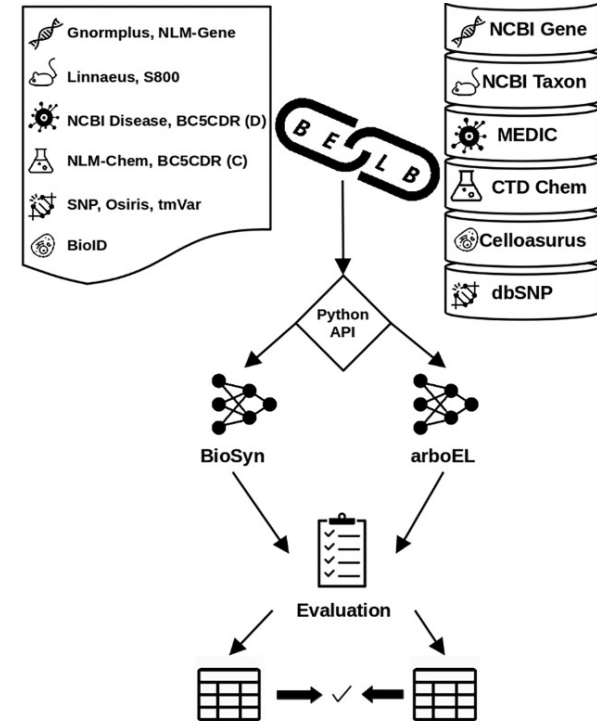 Gnormplus, NLM-Gene
Linnaeus, S800
NCBI Disease, BC5CDR (D)
NLM-Chem, BC5CDR (C)
SNP, Osiris, tmVar
BioID
B E L B
NCBI Gene
NCBI Taxon
MEDIC
CTD Chem
Celloasurus
dbSNP
Python
API
BioSyn
arboEL
Evaluation